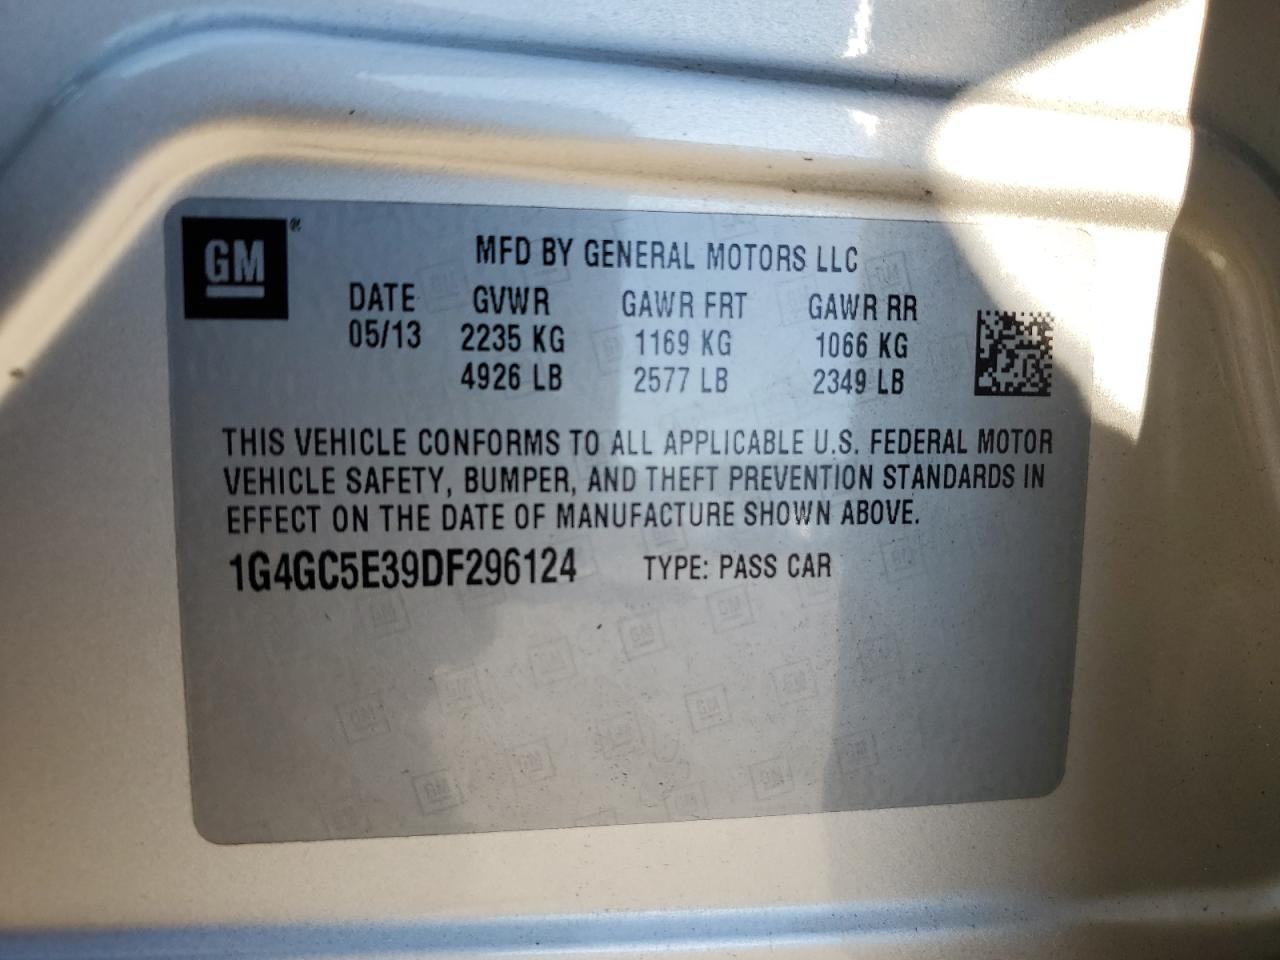 GM ®
MFD BY GENERAL MOTORS LLC
DATE GVWR GAWR FRT GAWR RR
05/13 2235 KG 1169 KG 1066 KG
4926 LB 2577 LB 2349 LB
THIS VEHICLE CONFORMS TO ALL APPLICABLE U.S. FEDERAL MOTOR
VEHICLE SAFETY, BUMPER, AND THEFT PREVENTION STANDARDS IN
EFFECT ON THE DATE OF MANUFACTURE SHOWN ABOVE.
1G4GC5E39DF296124 TYPE: PASS CAR